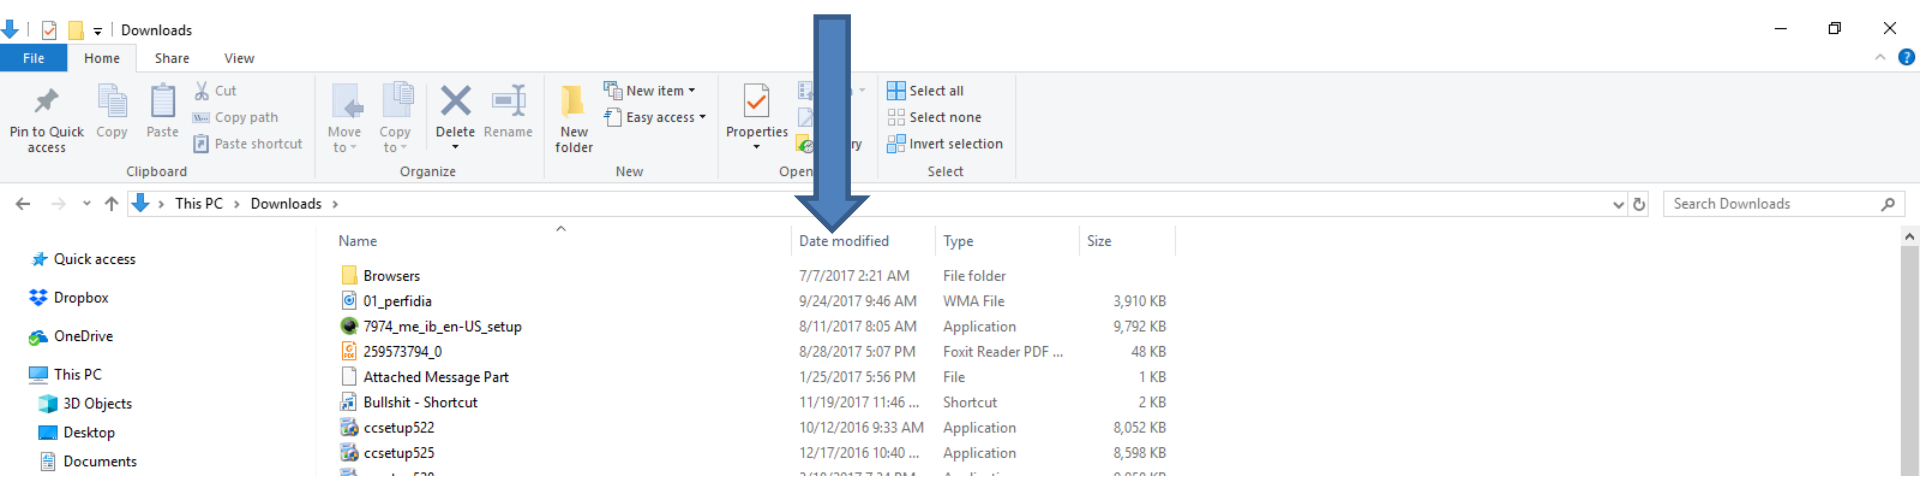 Downloads
File Home Share View
Pin to Quick access
Copy
Paste
Cut
Copy path
Paste shortcut
Clipboard
Move to
Copy to
Delete
Rename
Organize
New folder
New item
Easy access
New
Properties
Select all
Select none
Invert selection
Select
This PC > Downloads >
Search Downloads
Quick access
Dropbox
OneDrive
This PC
3D Objects
Desktop
Documents
Name Date modified Type Size
Browsers 7/7/2017 2:21 AM File folder
01_perfidia 9/24/2017 9:46 AM WMA File 3,910 KB
7974_me_ib_en-US_setup 8/11/2017 8:05 AM Application 9,792 KB
259573794_0 8/28/2017 5:07 PM Foxit Reader PDF ... 48 KB
Attached Message Part 1/25/2017 5:56 PM File 1 KB
Bullshit - Shortcut 11/19/2017 11:46 ... Shortcut 2 KB
ccsetup522 10/12/2016 9:33 AM Application 8,052 KB
ccsetup525 12/17/2016 10:40 ... Application 8,598 KB